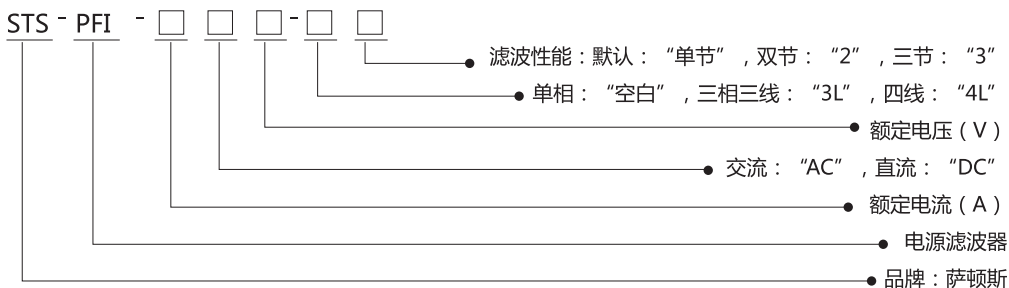 STS-PFI-□□□-□□
滤波性能：默认：“单节”，双节：“2”，三节：“3”
单相：“空白”，三相三线：“3L”，四线：“4L”
额定电压（V）
交流：“AC”，直流：“DC”
额定电流（A）
电源滤波器
品牌：萨顿斯